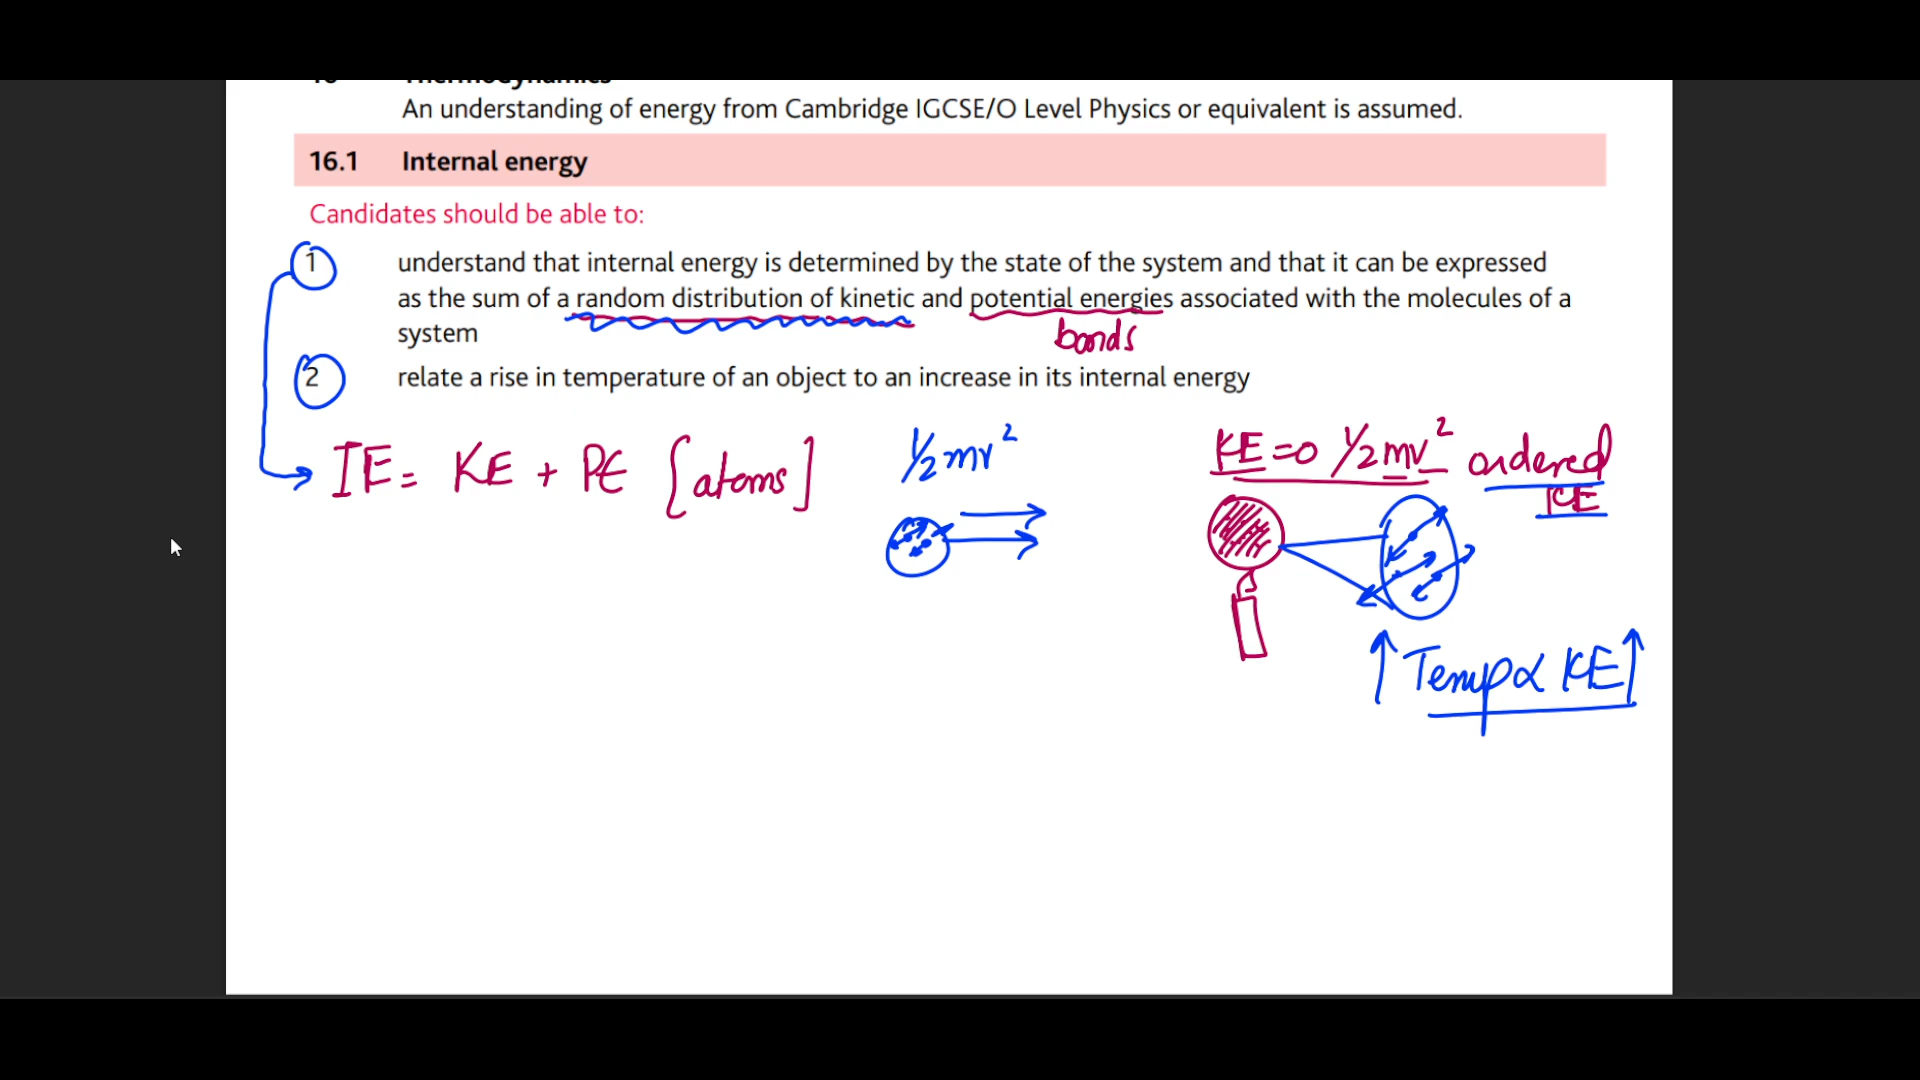 16 Thermodynamics
An understanding of energy from Cambridge IGCSE/O Level Physics or equivalent is assumed.
16.1 Internal energy
Candidates should be able to:
1 understand that internal energy is determined by the state of the system and that it can be expressed
as the sum of a random distribution of kinetic and potential energies associated with the molecules of a
system
bonds
2 relate a rise in temperature of an object to an increase in its internal energy
IE = KE + PE [atoms]
½mv²
KE=0 ½mv² ordered
KE
↑ Temp ∝ KE ↑